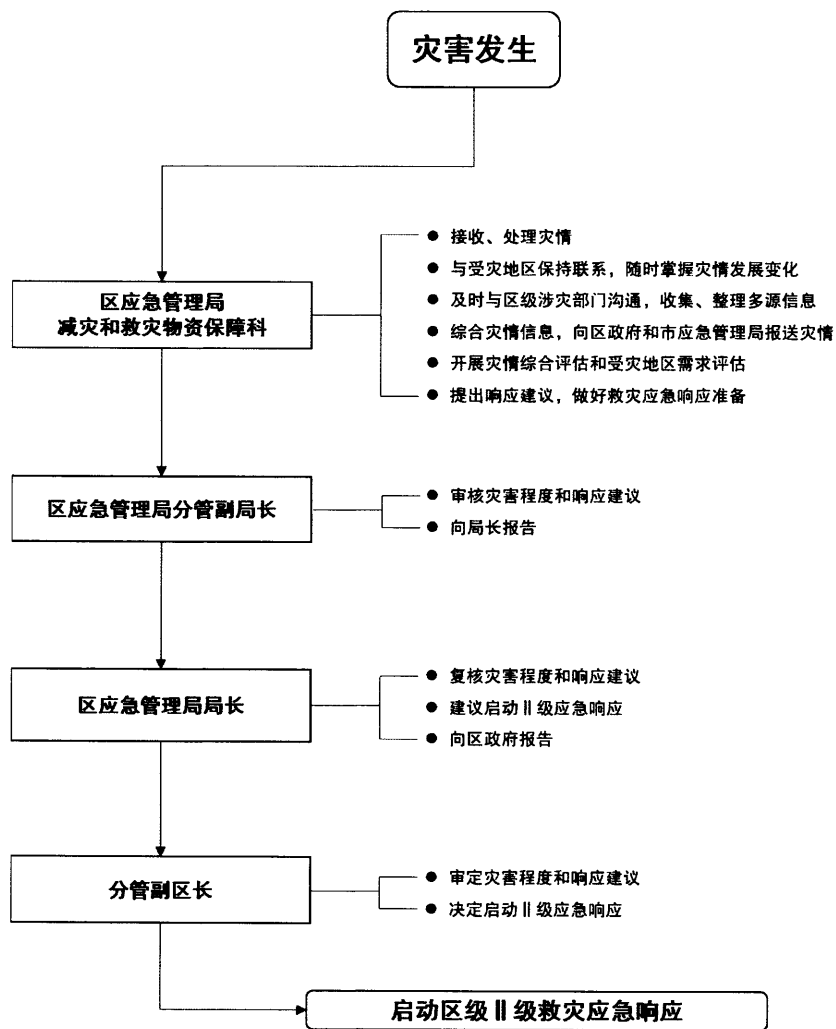 灾害发生
区应急管理局
减灾和救灾物资保障科
● 接收、处理灾情
● 与受灾地区保持联系，随时掌握灾情发展变化
● 及时与区级涉灾部门沟通，收集、整理多源信息
● 综合灾情信息，向区政府和市应急管理局报送灾情
● 开展灾情综合评估和受灾地区需求评估
● 提出响应建议，做好救灾应急响应准备
区应急管理局分管副局长
● 审核灾害程度和响应建议
● 向局长报告
区应急管理局局长
● 复核灾害程度和响应建议
● 建议启动Ⅱ级应急响应
● 向区政府报告
分管副区长
● 审定灾害程度和响应建议
● 决定启动Ⅱ级应急响应
启动区级Ⅱ级救灾应急响应